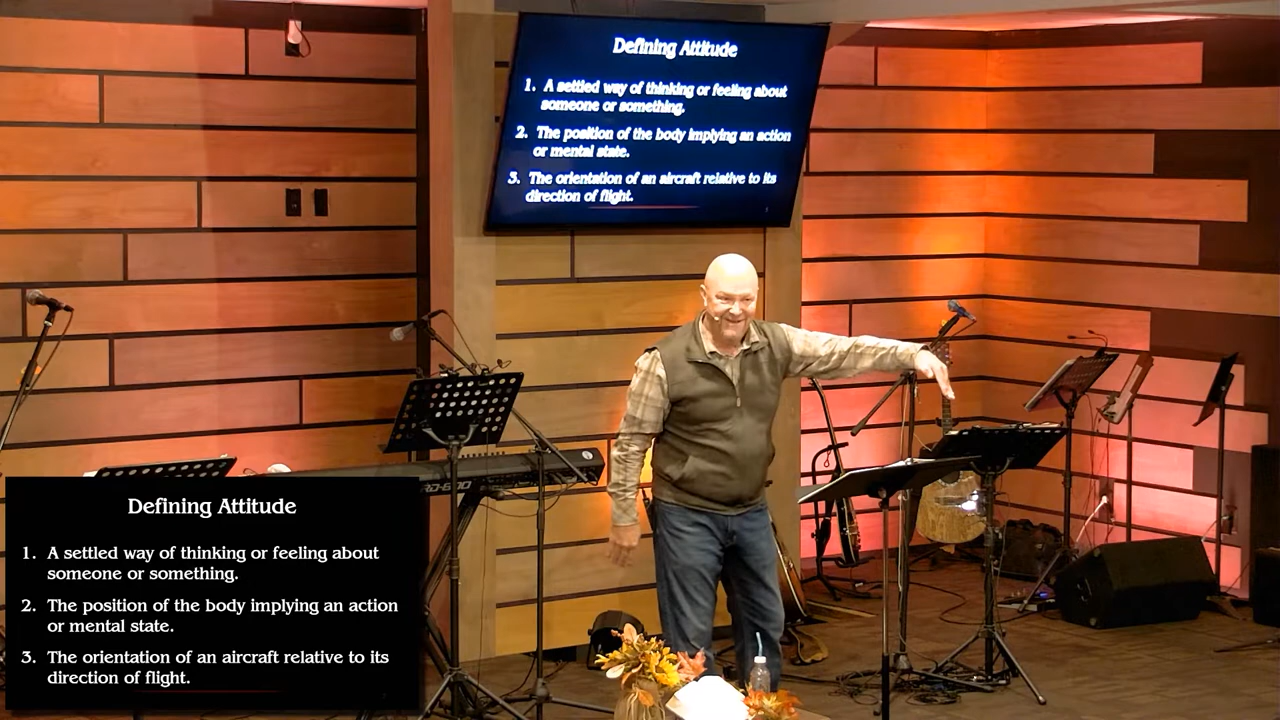 Defining Attitude
1. A settled way of thinking or feeling about
someone or something.
2. The position of the body implying an action
or mental state.
3. The orientation of an aircraft relative to its
direction of flight.
RD-800
Defining Attitude
1. A settled way of thinking or feeling about
someone or something.
2. The position of the body implying an action
or mental state.
3. The orientation of an aircraft relative to its
direction of flight.